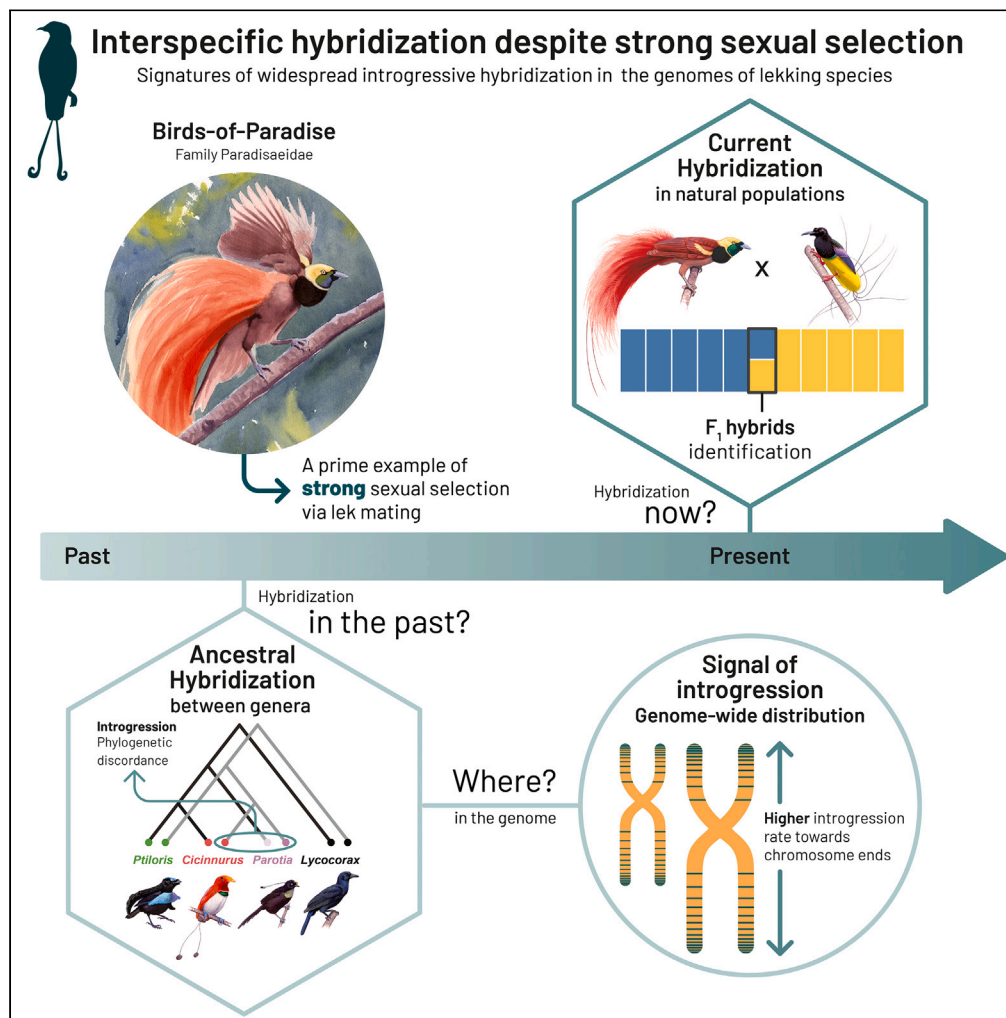 Interspecific hybridization despite strong sexual selection
Signatures of widespread introgressive hybridization in the genomes of lekking species
Birds-of-Paradise
Family Paradisaeidae
A prime example of
strong sexual selection
via lek mating
Current
Hybridization
in natural populations
x
F1 hybrids
identification
Hybridization
now?
Past
Present
Hybridization
in the past?
Ancestral
Hybridization
between genera
Introgression
Phylogenetic
discordance
Ptiloris Cicinnurus Parotia Lycocorax
Where?
in the genome
Signal of
introgression
Genome-wide distribution
Higher introgression
rate towards
chromosome ends